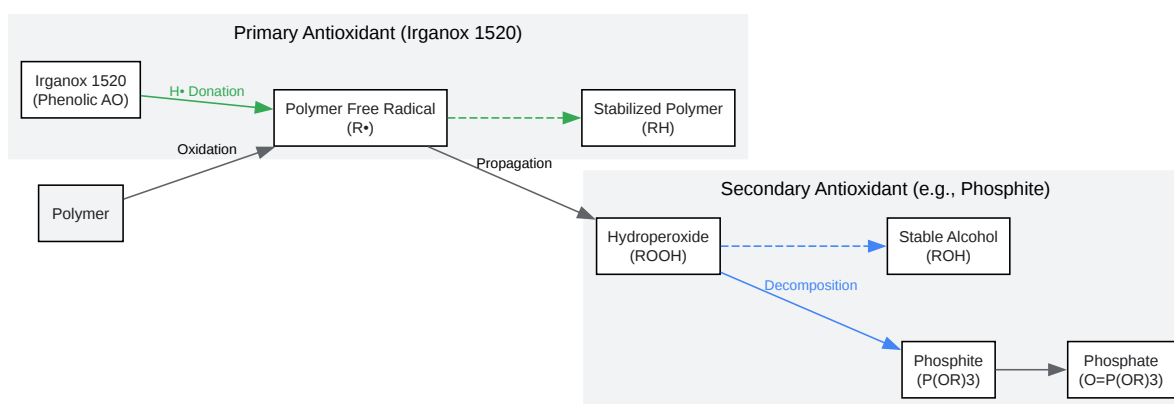 Primary Antioxidant (Irganox 1520)
Irganox 1520
(Phenolic AO)
H• Donation
Polymer Free Radical
(R•)
Stabilized Polymer
(RH)
Oxidation
Propagation
Polymer
Secondary Antioxidant (e.g., Phosphite)
Hydroperoxide
(ROOH)
Stable Alcohol
(ROH)
Decomposition
Phosphite
(P(OR)3)
Phosphate
(O=P(OR)3)